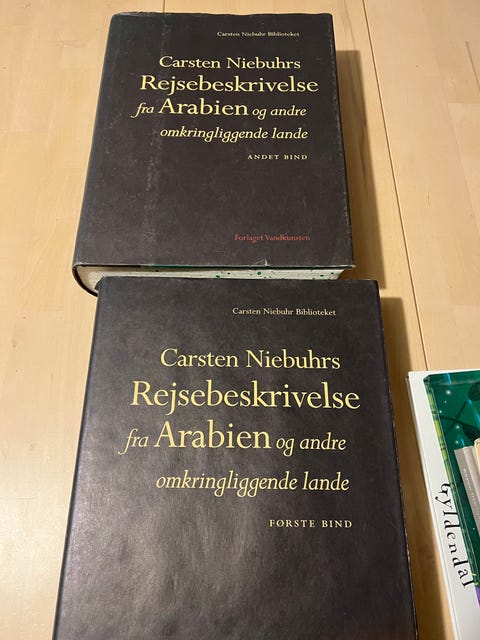 Carsten Niebuhr Biblioteket
Carsten Niebuhrs
Rejsebeskrivelse
fra Arabien og andre
omkringliggende lande
ANDET BIND
Forlaget Vandkunsten
Carsten Niebuhr Biblioteket
Carsten Niebuhrs
Rejsebeskrivelse
fra Arabien og andre
omkringliggende lande
FØRSTE BIND
Gyldendal